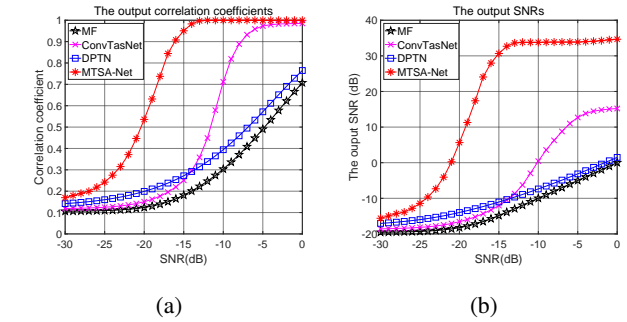 The output correlation coefficients
1
0.9
0.8
0.7
0.6
0.5
0.4
0.3
0.2
0.1
0
Correlation coefficient
MF
ConvTasNet
DPTN
MTSA-Net
-30 -25 -20 -15 -10 -5 0
SNR(dB)
(a)
The output SNRs
40
30
20
10
0
-10
-20
The ouput SNR (dB)
MF
ConvTasNet
DPTN
MTSA-Net
-30 -25 -20 -15 -10 -5 0
SNR(dB)
(b)